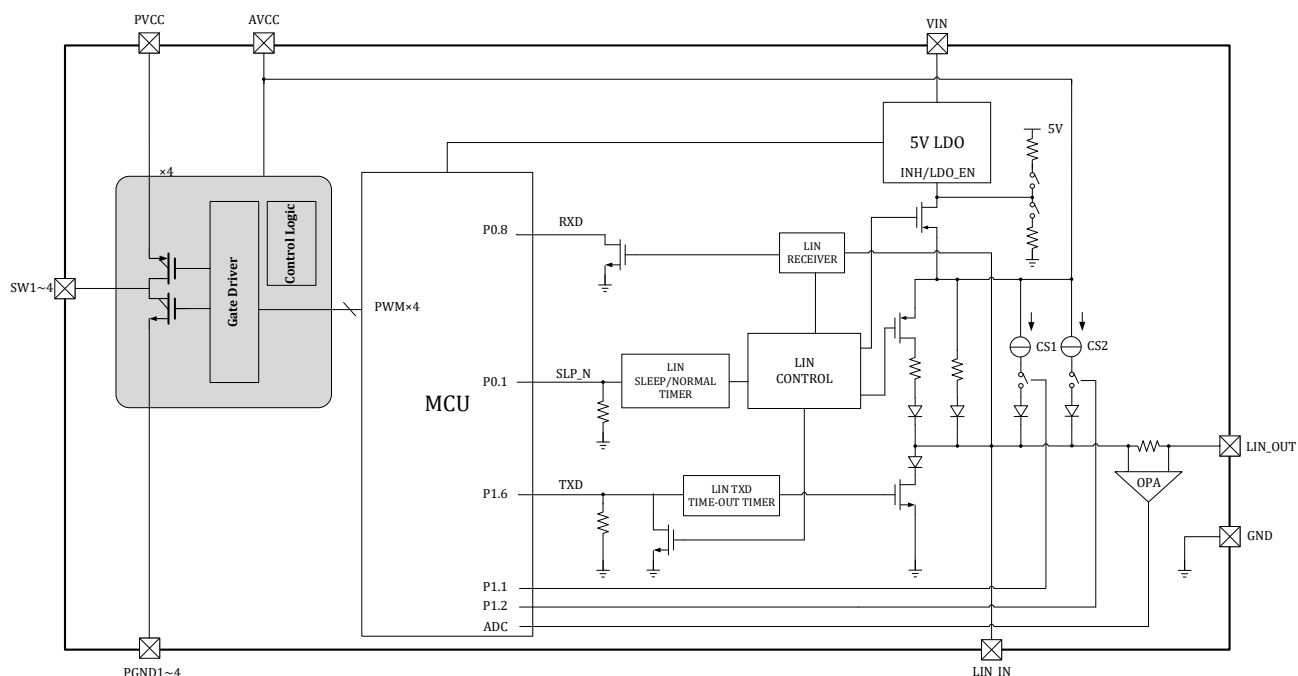 PVCC
AVCC
VIN
5V LDO
INH/LDO_EN
5V
×4
Control Logic
Gate Driver
SW1~4
PWM×4
MCU
P0.8
RXD
LIN
RECEIVER
P0.1
SLP_N
LIN
SLEEP/NORMAL
TIMER
LIN
CONTROL
CS1
CS2
LIN_OUT
OPA
P1.6
TXD
LIN TXD
TIME-OUT TIMER
GND
P1.1
P1.2
ADC
PGND1~4
LIN_IN